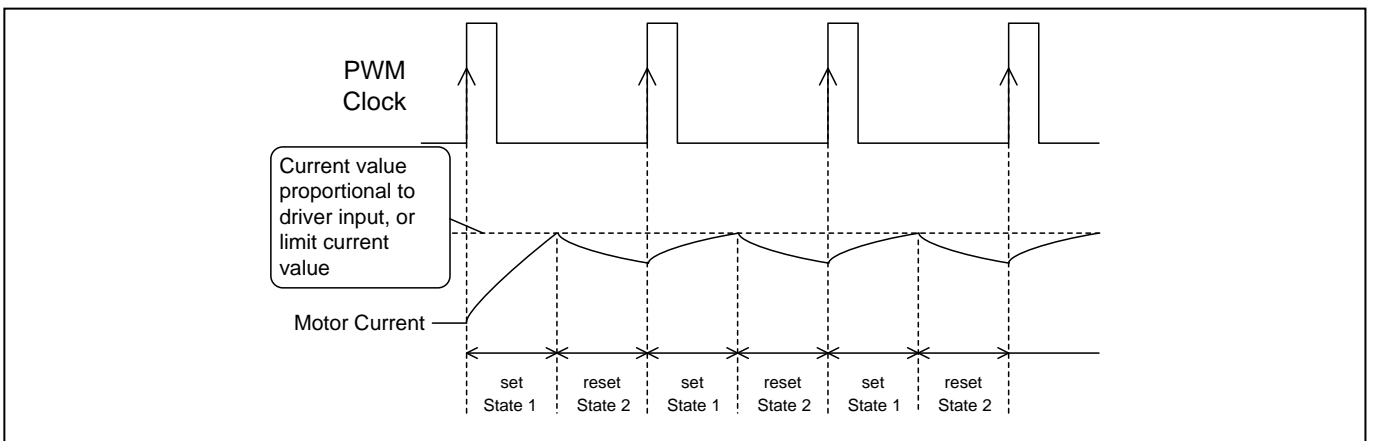 PWM
Clock
Current value
proportional to
driver input, or
limit current
value
Motor Current
set reset set reset set reset
State 1 State 2 State 1 State 2 State 1 State 2